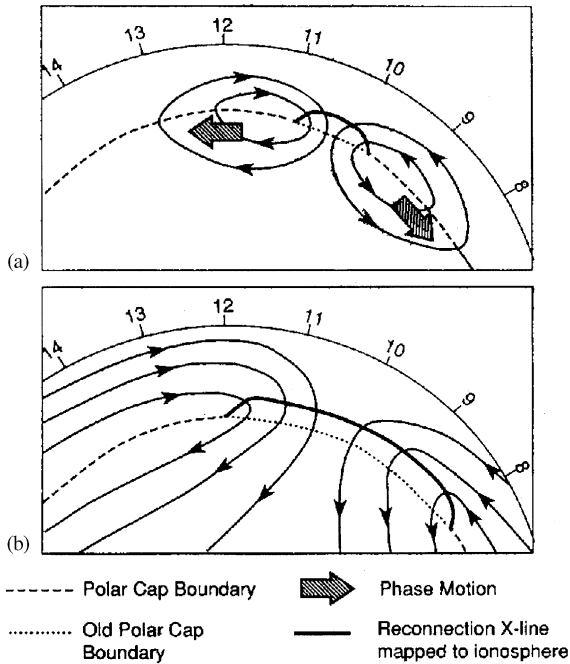 14 13 12 11 10 9 8
(a)
14 13 12 11 10 9 8
(b)
Polar Cap Boundary
Phase Motion
Old Polar Cap
Boundary
Reconnection X-line
mapped to ionosphere